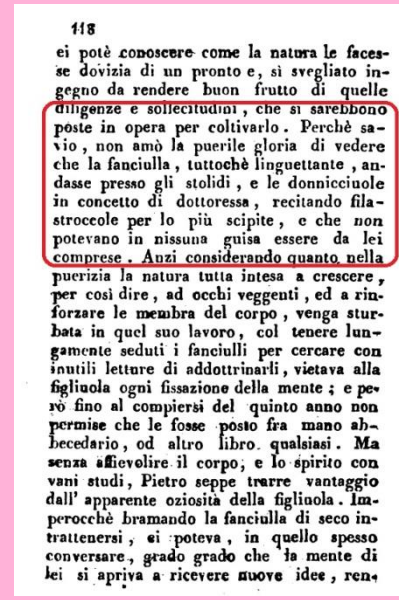 118
ei potè conoscere come la natura le faces-
se dovizia di un pronto e, sì svegliato in-
gegno da rendere buon frutto di quelle
diligenze e sollecitudini, che si sarebbono
poste in opera per coltivarlo. Perchè sa-
vio, non amò la puerile gloria di vedere
che la fanciulla, tuttochè linguettante, an-
dasse presso gli stolidi, e le donnicciuole
in concetto di dottoressa, recitando fila-
stroccole per lo più scipite, e che non
potevano in nissuna guisa essere da lei
comprese. Anzi considerando quanto nella
puerizia la natura tutta intesa a crescere,
per così dire, ad occhi veggenti, ed a rin-
forzare le membra del corpo, venga stur-
bata in quel suo lavoro, col tenere lun-
gamente seduti i fanciulli per cercare con
inutili letture di addottrinarli, vietava alla
figliuola ogni fissazione della mente; e pe-
rò fino al compiersi del quinto anno non
permise che le fosse posto fra mano ab-
becedario, od altro libro qualsiasi. Ma
senza affievolire il corpo, e lo spirito con
vani studi, Pietro seppe trarre vantaggio
dall' apparente oziosità della figliuola. Im-
perocchè bramando la fanciulla di seco in-
trattenersi, ei poteva, in quello spesso
conversare, grado grado che la mente di
lei si apriva a ricevere nuove idee, ren-